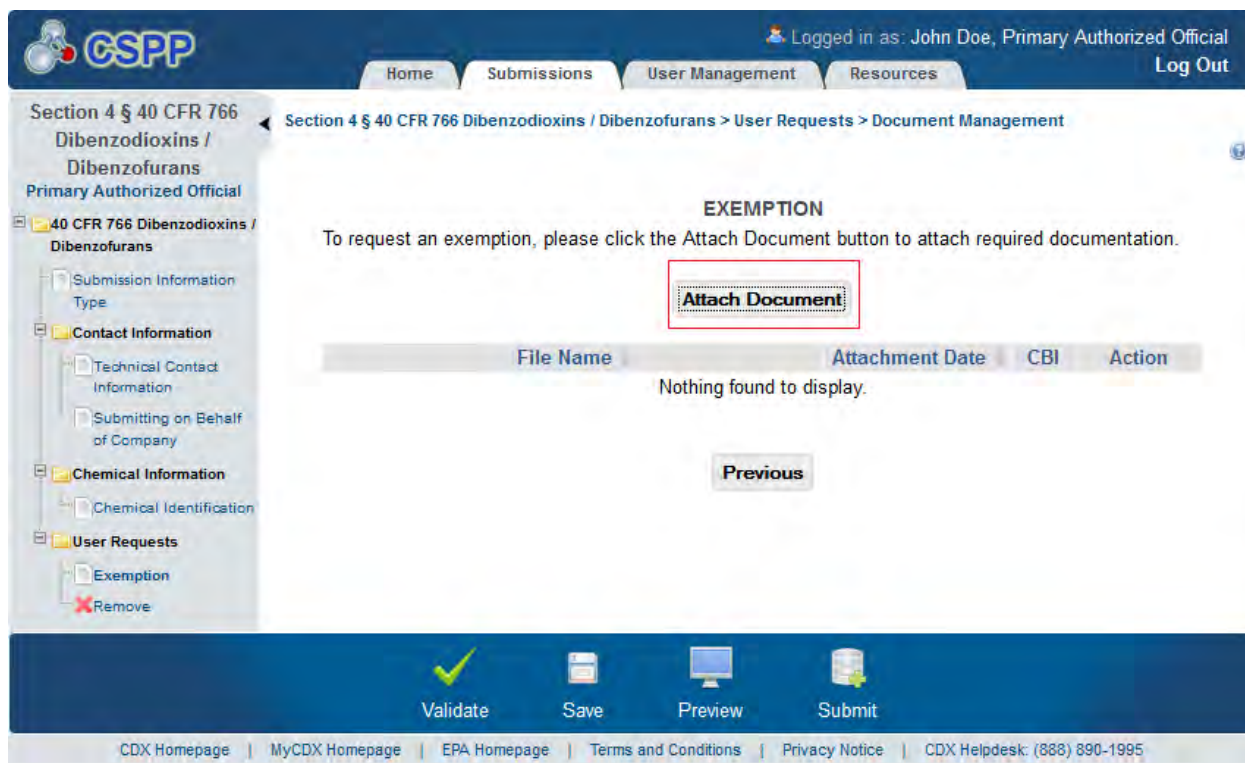 CSPP
Logged in as: John Doe, Primary Authorized Official
Log Out
Home
Submissions
User Management
Resources
Section 4 § 40 CFR 766
Dibenzodioxins /
Dibenzofurans
Primary Authorized Official
40 CFR 766 Dibenzodioxins /
Dibenzofurans
Submission Information
Type
Contact Information
Technical Contact
Information
Submitting on Behalf
of Company
Chemical Information
Chemical Identification
User Requests
Exemption
Remove
Section 4 § 40 CFR 766 Dibenzodioxins / Dibenzofurans > User Requests > Document Management
EXEMPTION
To request an exemption, please click the Attach Document button to attach required documentation.
Attach Document
File Name Attachment Date CBI Action
Nothing found to display.
Previous
Validate Save Preview Submit
CDX Homepage | MyCDX Homepage | EPA Homepage | Terms and Conditions | Privacy Notice | CDX Helpdesk: (888) 890-1995